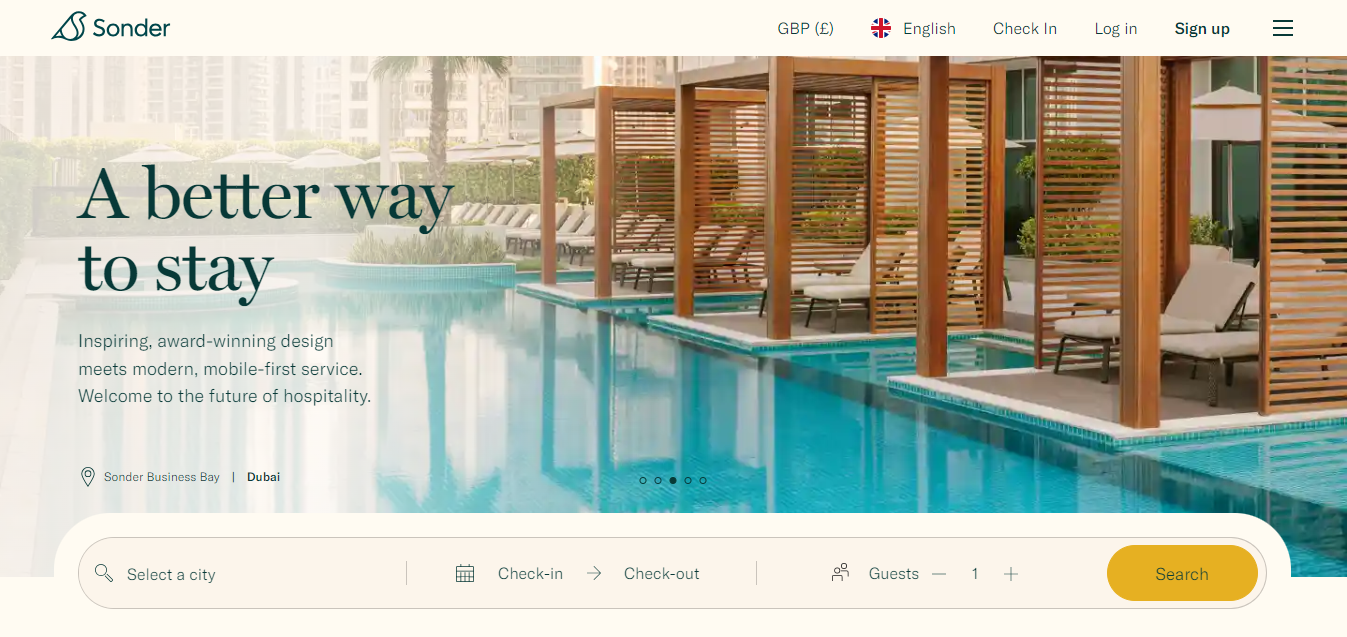 Sonder
GBP (£)
English
Check In
Log in
Sign up
A better way
to stay
Inspiring, award-winning design
meets modern, mobile-first service.
Welcome to the future of hospitality.
Sonder Business Bay | Dubai
Select a city
Check-in
Check-out
Guests
1
Search